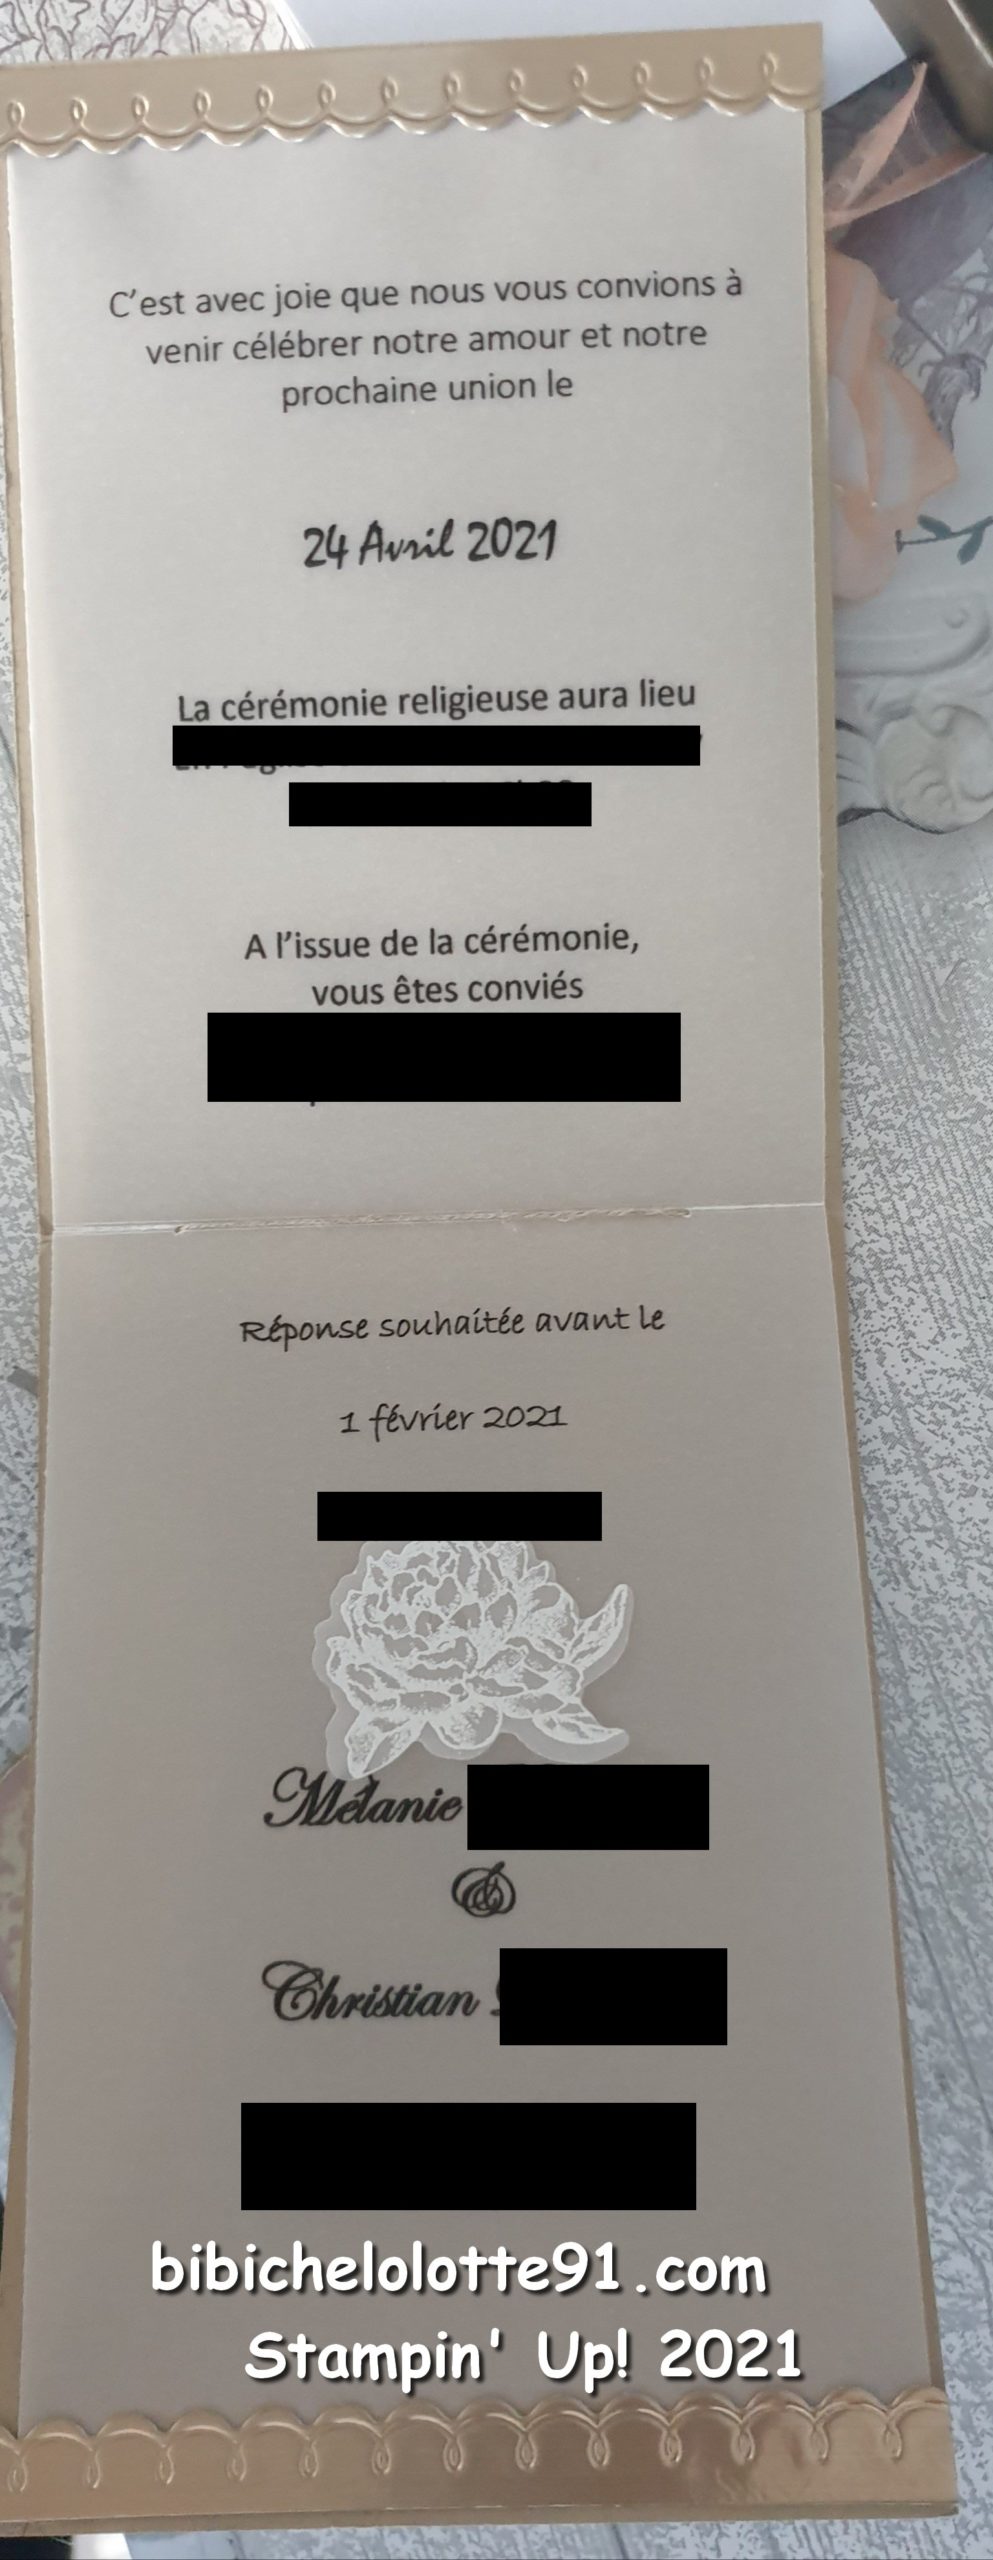 C'est avec joie que nous vous convions à
venir célébrer notre amour et notre
prochaine union le
24 Avril 2021
La cérémonie religieuse aura lieu
A l'issue de la cérémonie,
vous êtes conviés
Réponse souhaitée avant le
1 février 2021
Mélanie
&
Christian
bibichelolotte91.com
Stampin' Up! 2021